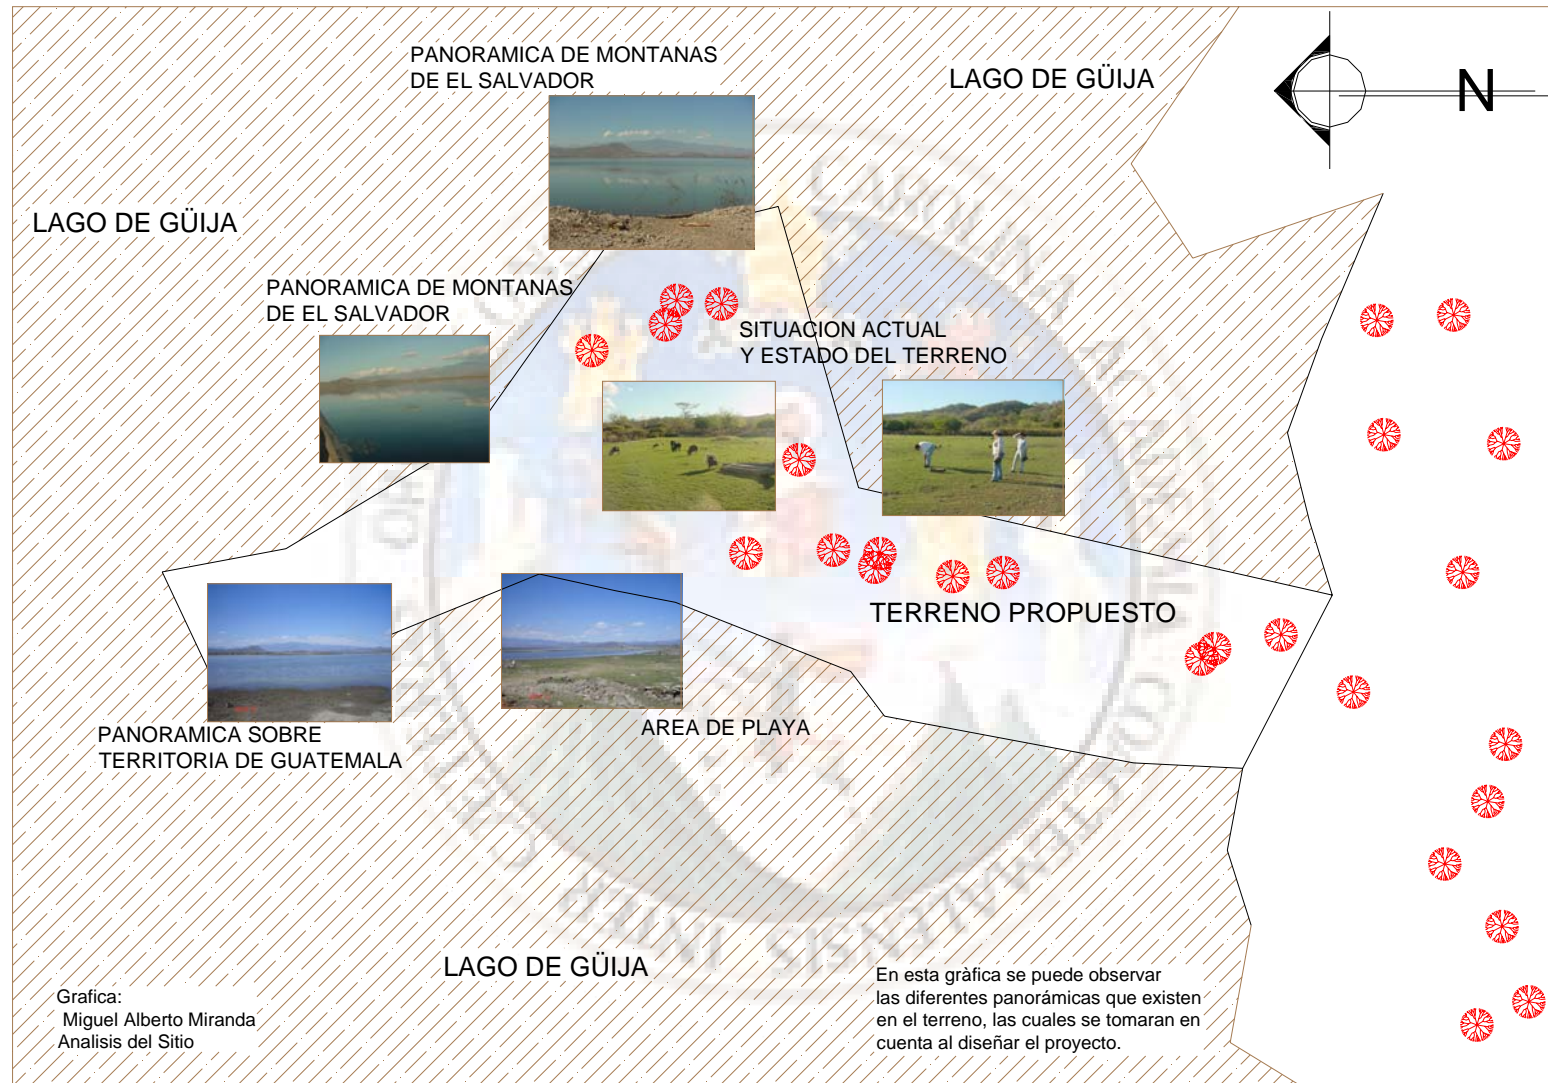 PANORAMICA DE MONTANAS
DE EL SALVADOR
LAGO DE GÜIJA
N
LAGO DE GÜIJA
PANORAMICA DE MONTANAS
DE EL SALVADOR
SITUACION ACTUAL
Y ESTADO DEL TERRENO
TERRENO PROPUESTO
PANORAMICA SOBRE
TERRITORIA DE GUATEMALA
AREA DE PLAYA
LAGO DE GÜIJA
Grafica:
Miguel Alberto Miranda
Analisis del Sitio
En esta gràfica se puede observar
las diferentes panorámicas que existen
en el terreno, las cuales se tomaran en
cuenta al diseñar el proyecto.